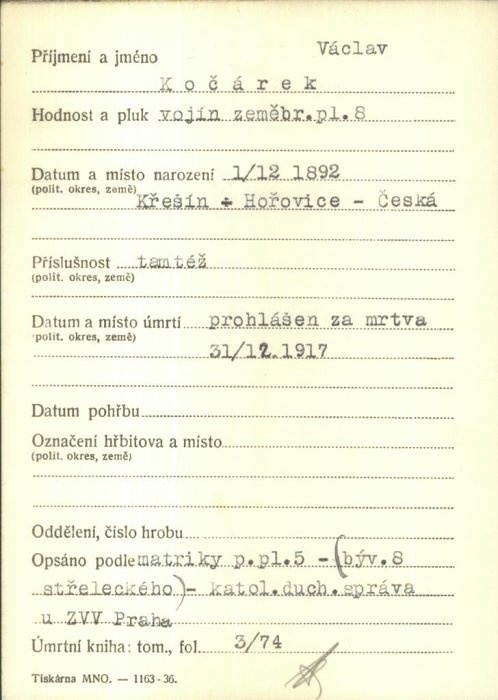 Václav
Příjmení a jméno
Kočárek
Hodnost a pluk vojín zeměbr.pl.8
Datum a místo narození 1/12 1892
(polit. okres, země) Křešín - Hořovice - Česká
Příslušnost tamtéž
(polit. okres, země)
Datum a místo úmrtí prohlášen za mrtva
(polit. okres, země)
31/12.1917
Datum pohřbu
Označení hřbitova a místo
(polit. okres, země)
Oddělení, číslo hrobu
Opsáno podle matriky p.pl.5 - (býv.8
střeleckého) - katol.duch.správa
u ZVV Praha
Úmrtní kniha: tom., fol. 3/74
Tiskárna MNO. — 1163-36.